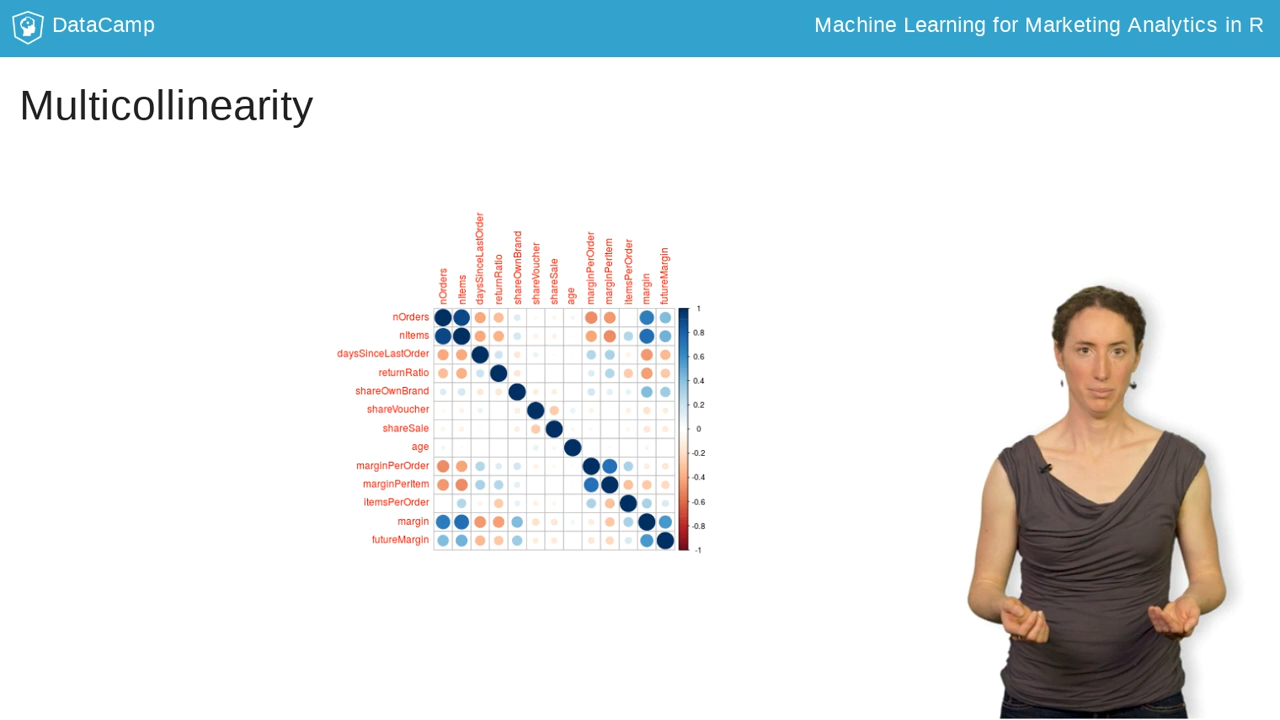 DataCamp
Machine Learning for Marketing Analytics in R
Multicollinearity
nOrders
nItems
daysSinceLastOrder
returnRatio
shareOwnBrand
shareVoucher
shareSale
age
marginPerOrder
marginPerItem
itemsPerOrder
margin
futureMargin
nOrders
nItems
daysSinceLastOrder
returnRatio
shareOwnBrand
shareVoucher
shareSale
age
marginPerOrder
marginPerItem
itemsPerOrder
margin
futureMargin
1
0.8
0.6
0.4
0.2
0
-0.2
-0.4
-0.6
-0.8
-1